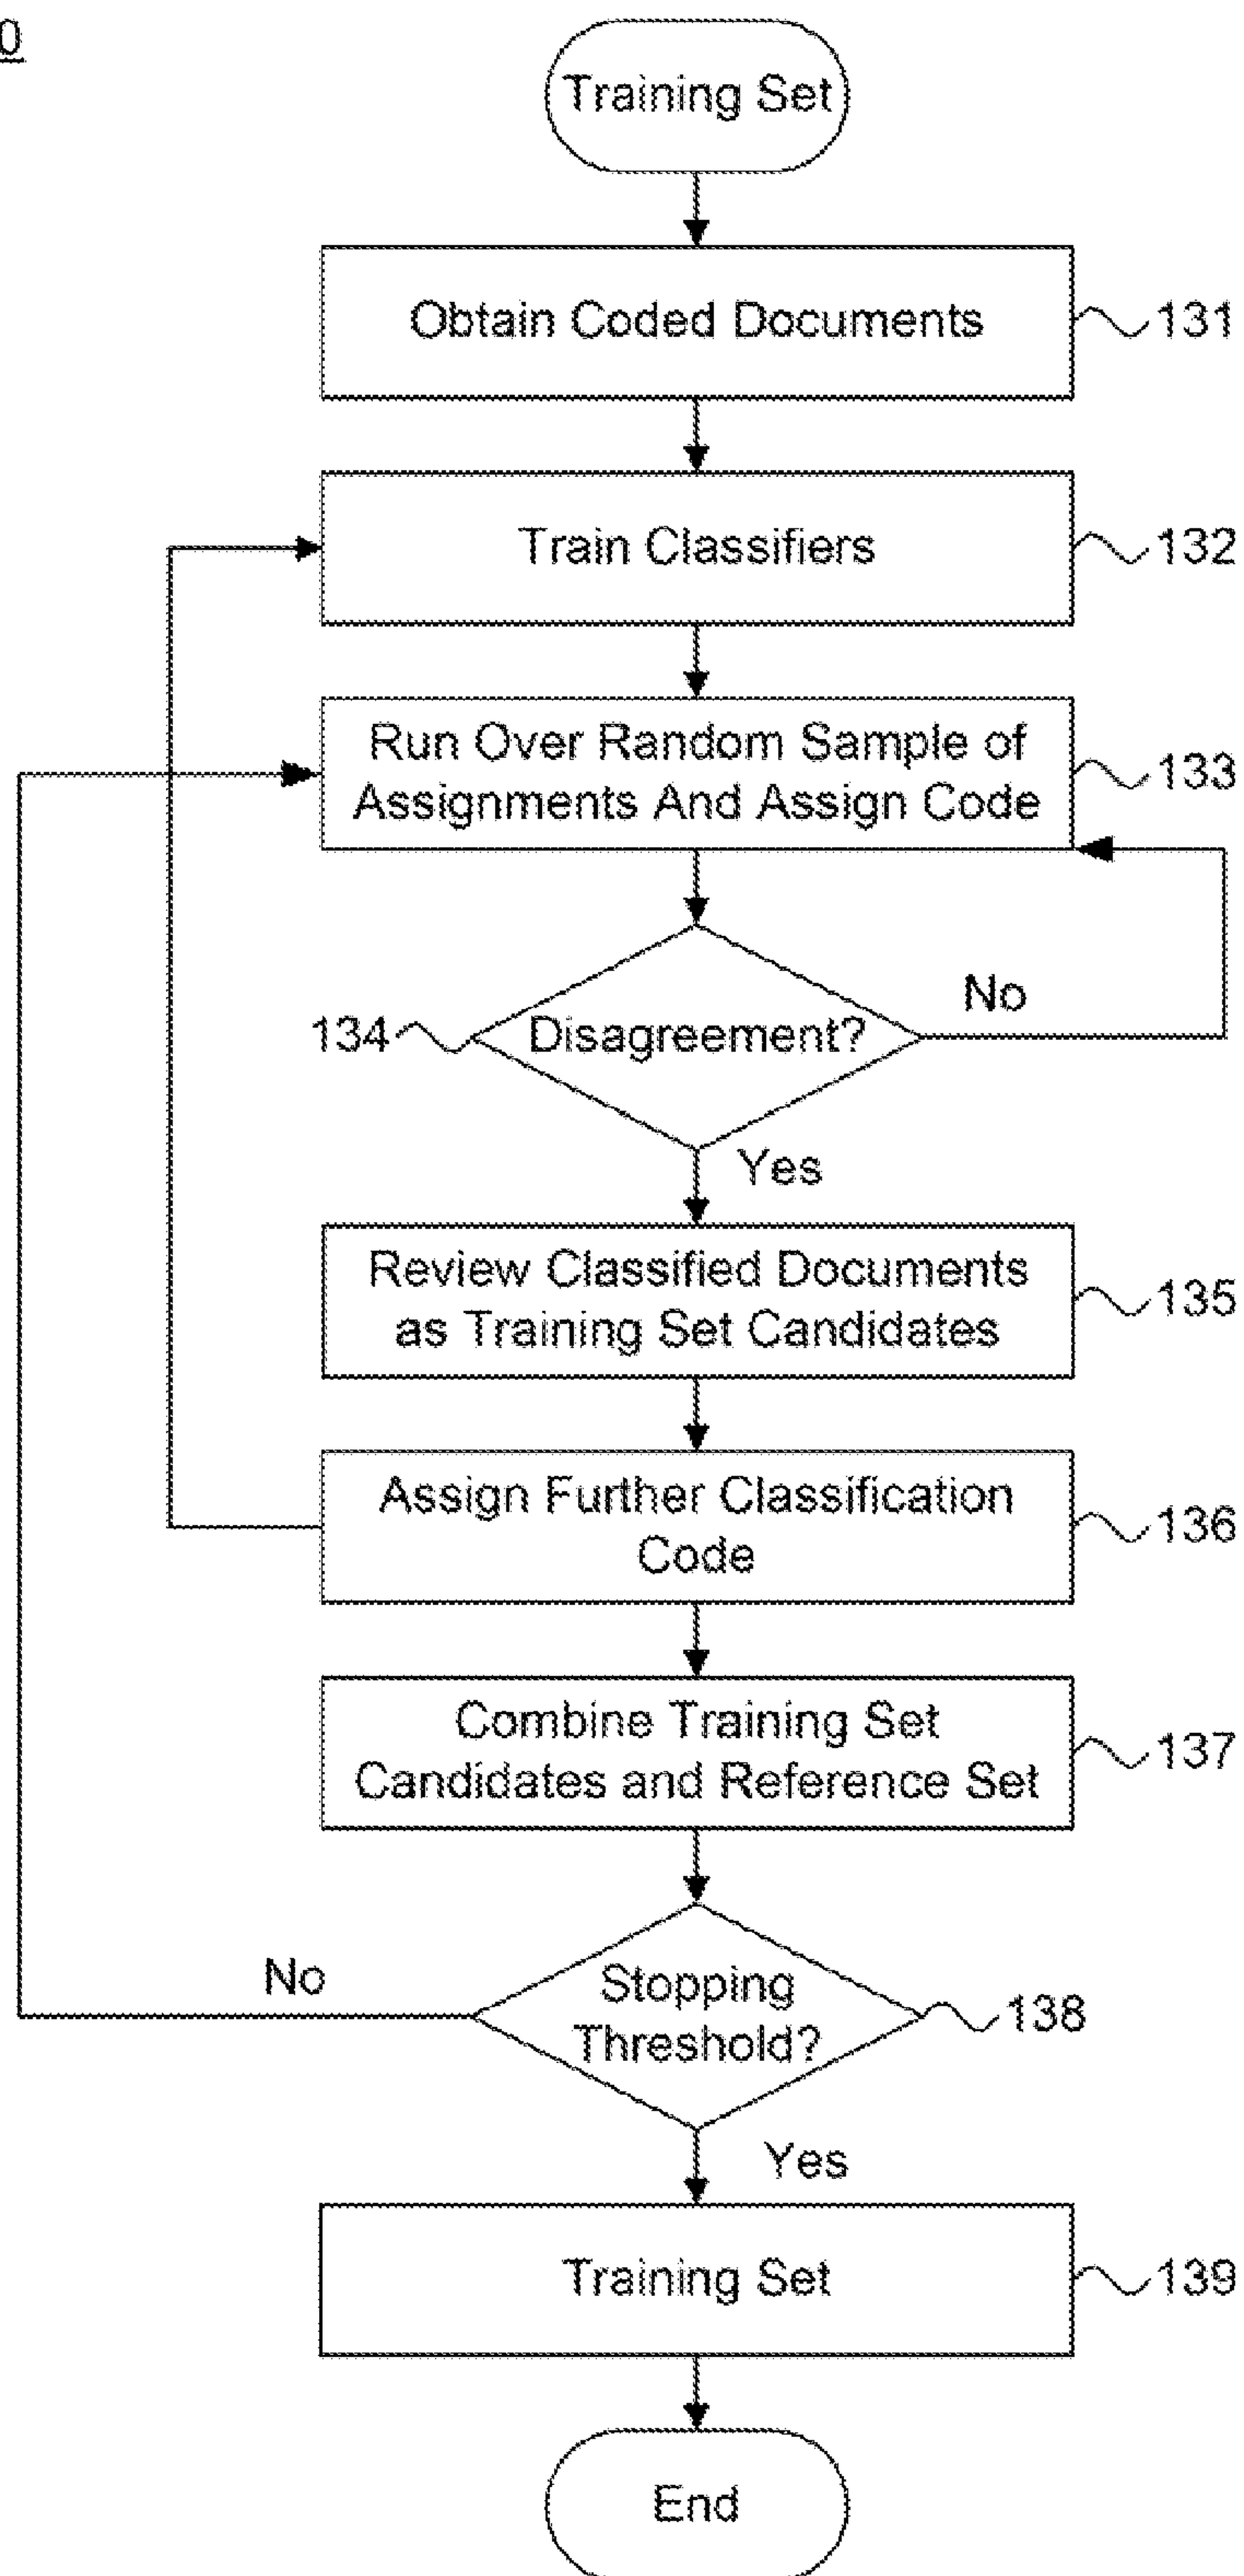 0
Training Set
Obtain Coded Documents
131
Train Classifiers
132
Run Over Random Sample of
Assignments And Assign Code
133
No
134
Disagreement?
Yes
Review Classified Documents
as Training Set Candidates
135
Assign Further Classification
Code
136
Combine Training Set
Candidates and Reference Set
137
No
Stopping
Threshold?
138
Yes
Training Set
139
End